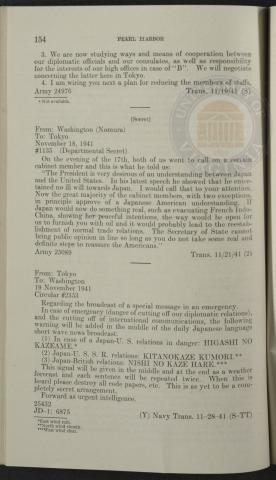 154 PEARL HARBOR
3. We are now studying ways and means of cooperation between
our diplomatic officials and our consulates, as well as responsibility
for the interests of our high offices in case of "B". We will negotiate
concerning the latter here in Tokyo.
4. I am wiring you next a plan for reducing the members of staffs.
Army 24976 Trans. 11/19/41 (S)
* Not available.
[Secret]
From: Washington (Nomura)
To: Tokyo
November 18, 1941
#1135 (Departmental Secret)
On the evening of the 17th, both of us went to call on a certain
cabinet member and this is what he told us:
"The President is very desirous of an understanding between Japan
and the United States. In his latest speech he showed that he enter-
tained no ill will towards Japan. I would call that to your attention.
Now the great majority of the cabinet members, with two exceptions,
in principle approve of a Japanese American understanding. If
Japan would now do something real, such as evacuating French Indo-
China, showing her peaceful intentions, the way would be open for
us to furnish you with oil and it would probably lead to the reestab-
lishment of normal trade relations. The Secretary of State cannot
bring public opinion in line so long as you do not take some real and
definite steps to reassure the Americans."
Army 23089 Trans. 11/21/41 (2)
From: Tokyo
To: Washington
19 November 1941
Circular #2353
Regarding the broadcast of a special message in an emergency.
In case of emergency (danger of cutting off our diplomatic relations),
and the cutting off of international communications, the following
warning will be added in the middle of the daily Japanese language
short wave news broadcast.
(1) In case of a Japan-U. S. relations in danger: HIGASHI NO
KAZEAME.*
(2) Japan-U. S. S. R. relations: KITANOKAZE KUMORI.**
(3) Japan-British relations: NISHI NO KAZE HARE.***
This signal will be given in the middle and at the end as a weather
forecast and each sentence will be repeated twice. When this is
heard please destroy all code papers, etc. This is as yet to be a com-
pletely secret arrangement.
Forward as urgent intelligence.
25432
JD-1: 6875 (Y) Navy Trans. 11-28-41 (S-TT)
*East wind rain.
**North wind cloudy.
***West wind clear.